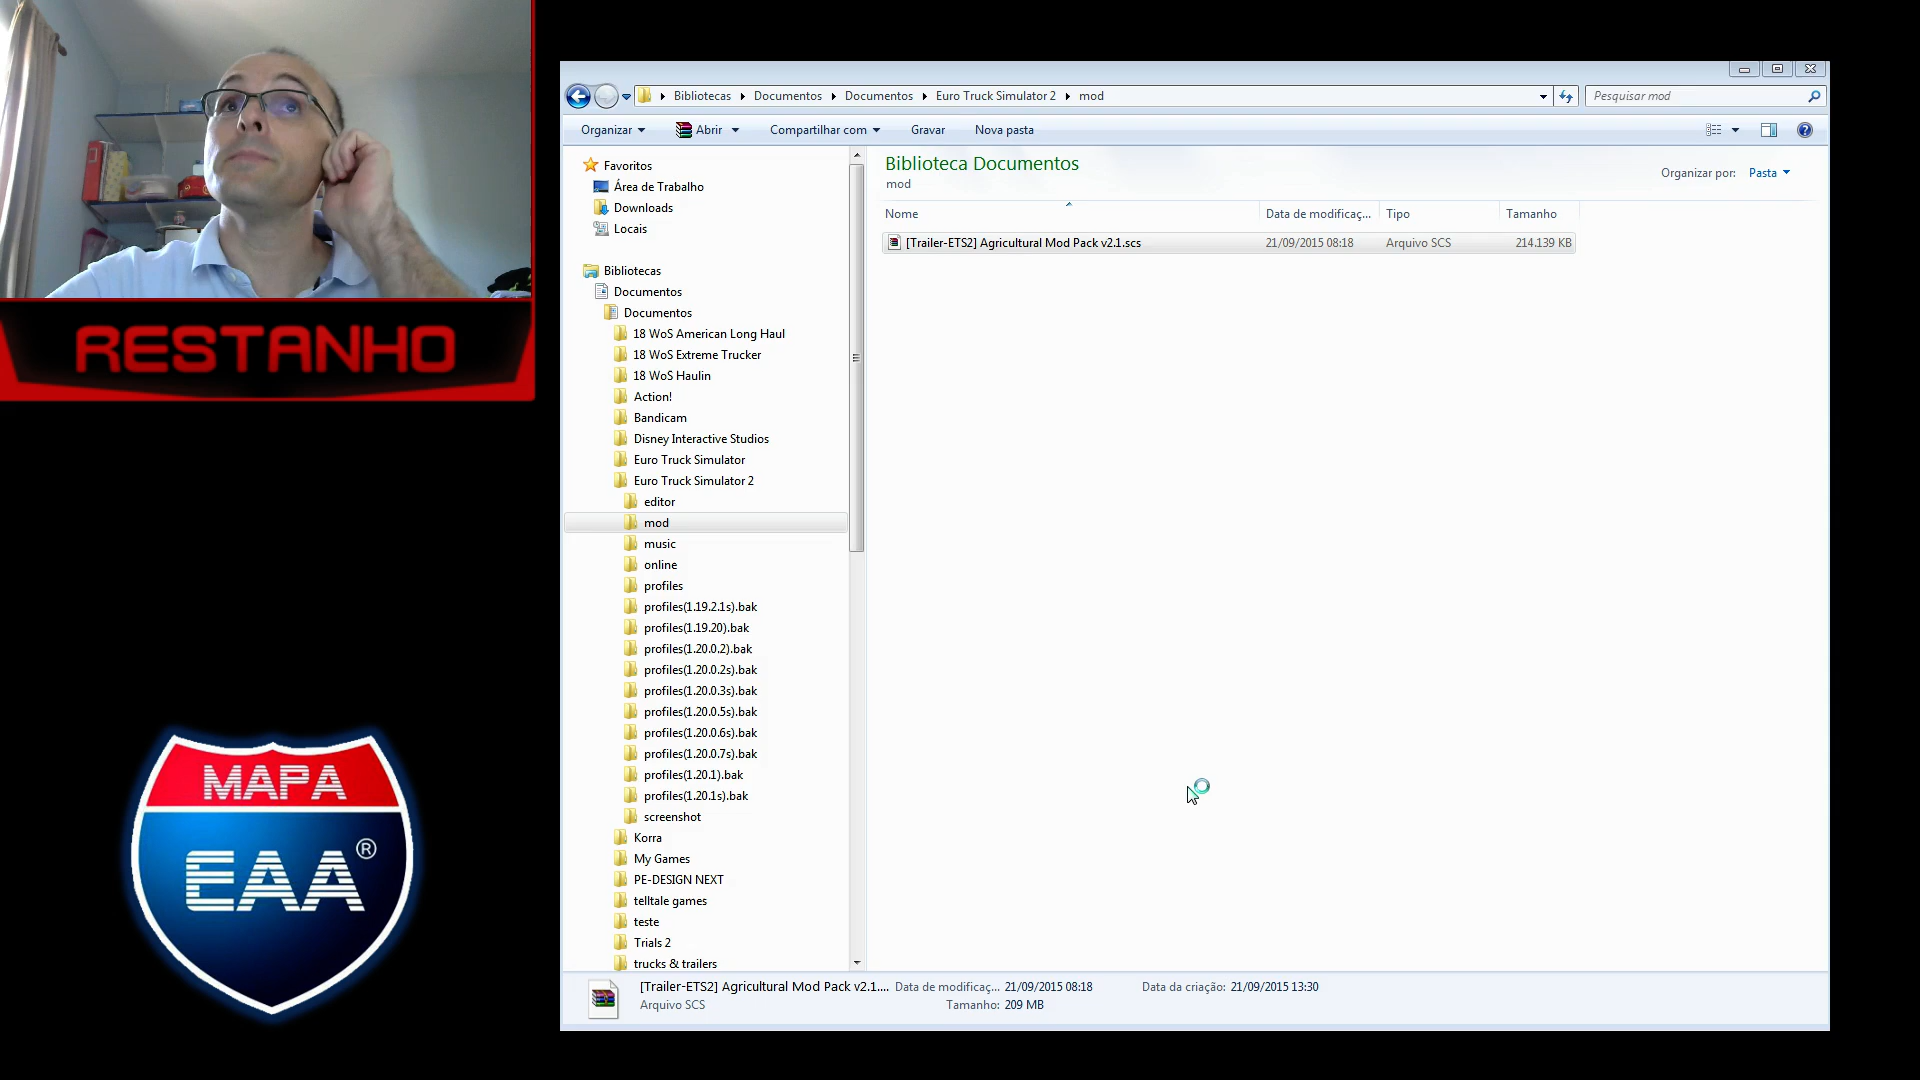 RESTANHO
MAPA
EAA®
Bibliotecas
Documentos
Documentos
Euro Truck Simulator 2
mod
Pesquisar mod
Organizar
Abrir
Compartilhar com
Gravar
Nova pasta
Favoritos
Área de Trabalho
Downloads
Locais
Bibliotecas
Documentos
Documentos
18 WoS American Long Haul
18 WoS Extreme Trucker
18 WoS Haulin
Action!
Bandicam
Disney Interactive Studios
Euro Truck Simulator
Euro Truck Simulator 2
editor
mod
music
online
profiles
profiles(1.19.2.1s).bak
profiles(1.19.20).bak
profiles(1.20.0.2).bak
profiles(1.20.0.2s).bak
profiles(1.20.0.3s).bak
profiles(1.20.0.5s).bak
profiles(1.20.0.6s).bak
profiles(1.20.0.7s).bak
profiles(1.20.1).bak
profiles(1.20.1s).bak
screenshot
Korra
My Games
PE-DESIGN NEXT
telltale games
teste
Trials 2
trucks & trailers
Biblioteca Documentos
mod
Organizar por: Pasta
Nome Data de modificaç... Tipo Tamanho
[Trailer-ETS2] Agricultural Mod Pack v2.1.scs 21/09/2015 08:18 Arquivo SCS 214.139 KB
[Trailer-ETS2] Agricultural Mod Pack v2.1.... Data de modificaç... 21/09/2015 08:18 Data da criação: 21/09/2015 13:30
Arquivo SCS Tamanho: 209 MB